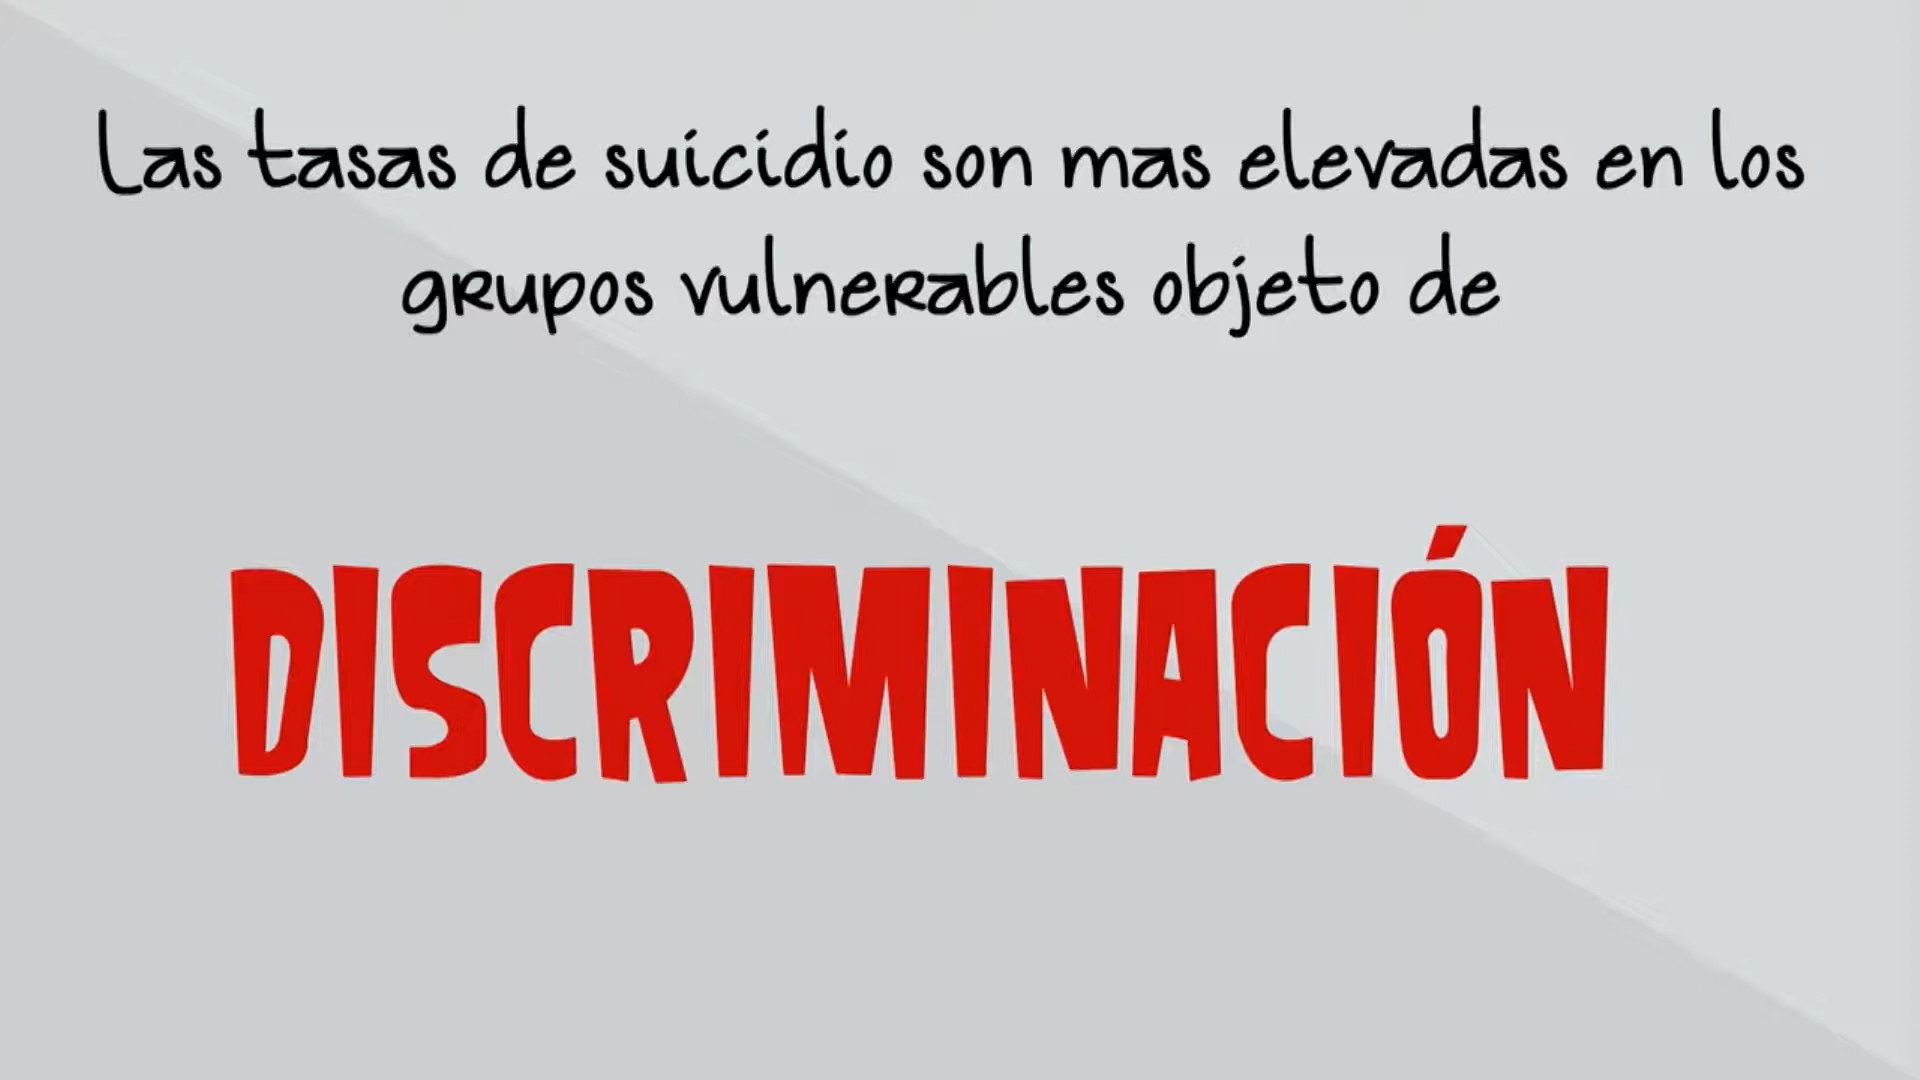 Las tasas de suicidio son mas elevadas en los
grupos vulnerables objeto de
DISCRIMINACIÓN